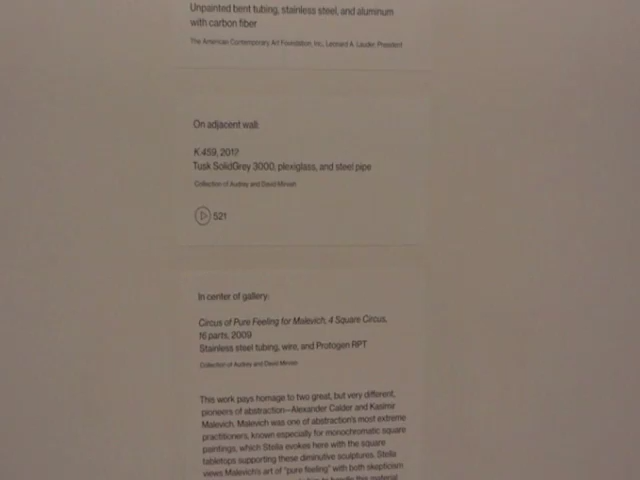 Unpainted bent tubing, stainless steel, and aluminum
with carbon fiber
The American Contemporary Art Foundation, Inc., Leonard A. Lauder, President
On adjacent wall:
K.459, 2012
Tusk SolidGrey 3000, plexiglass, and steel pipe
Collection of Audrey and David Mirvish
521
In center of gallery:
Circus of Pure Feeling for Malevich, 4 Square Circus,
16 parts, 2009
Stainless steel tubing, wire, and Protogen RPT
Collection of Audrey and David Mirvish
This work pays homage to two great, but very different,
pioneers of abstraction—Alexander Calder and Kasimir
Malevich. Malevich was one of abstraction's most extreme
practitioners, known especially for monochromatic square
paintings, which Stella evokes here with the square
tabletops supporting these diminutive sculptures. Stella
views Malevich's art of "pure feeling" with both skepticism
to handle this material